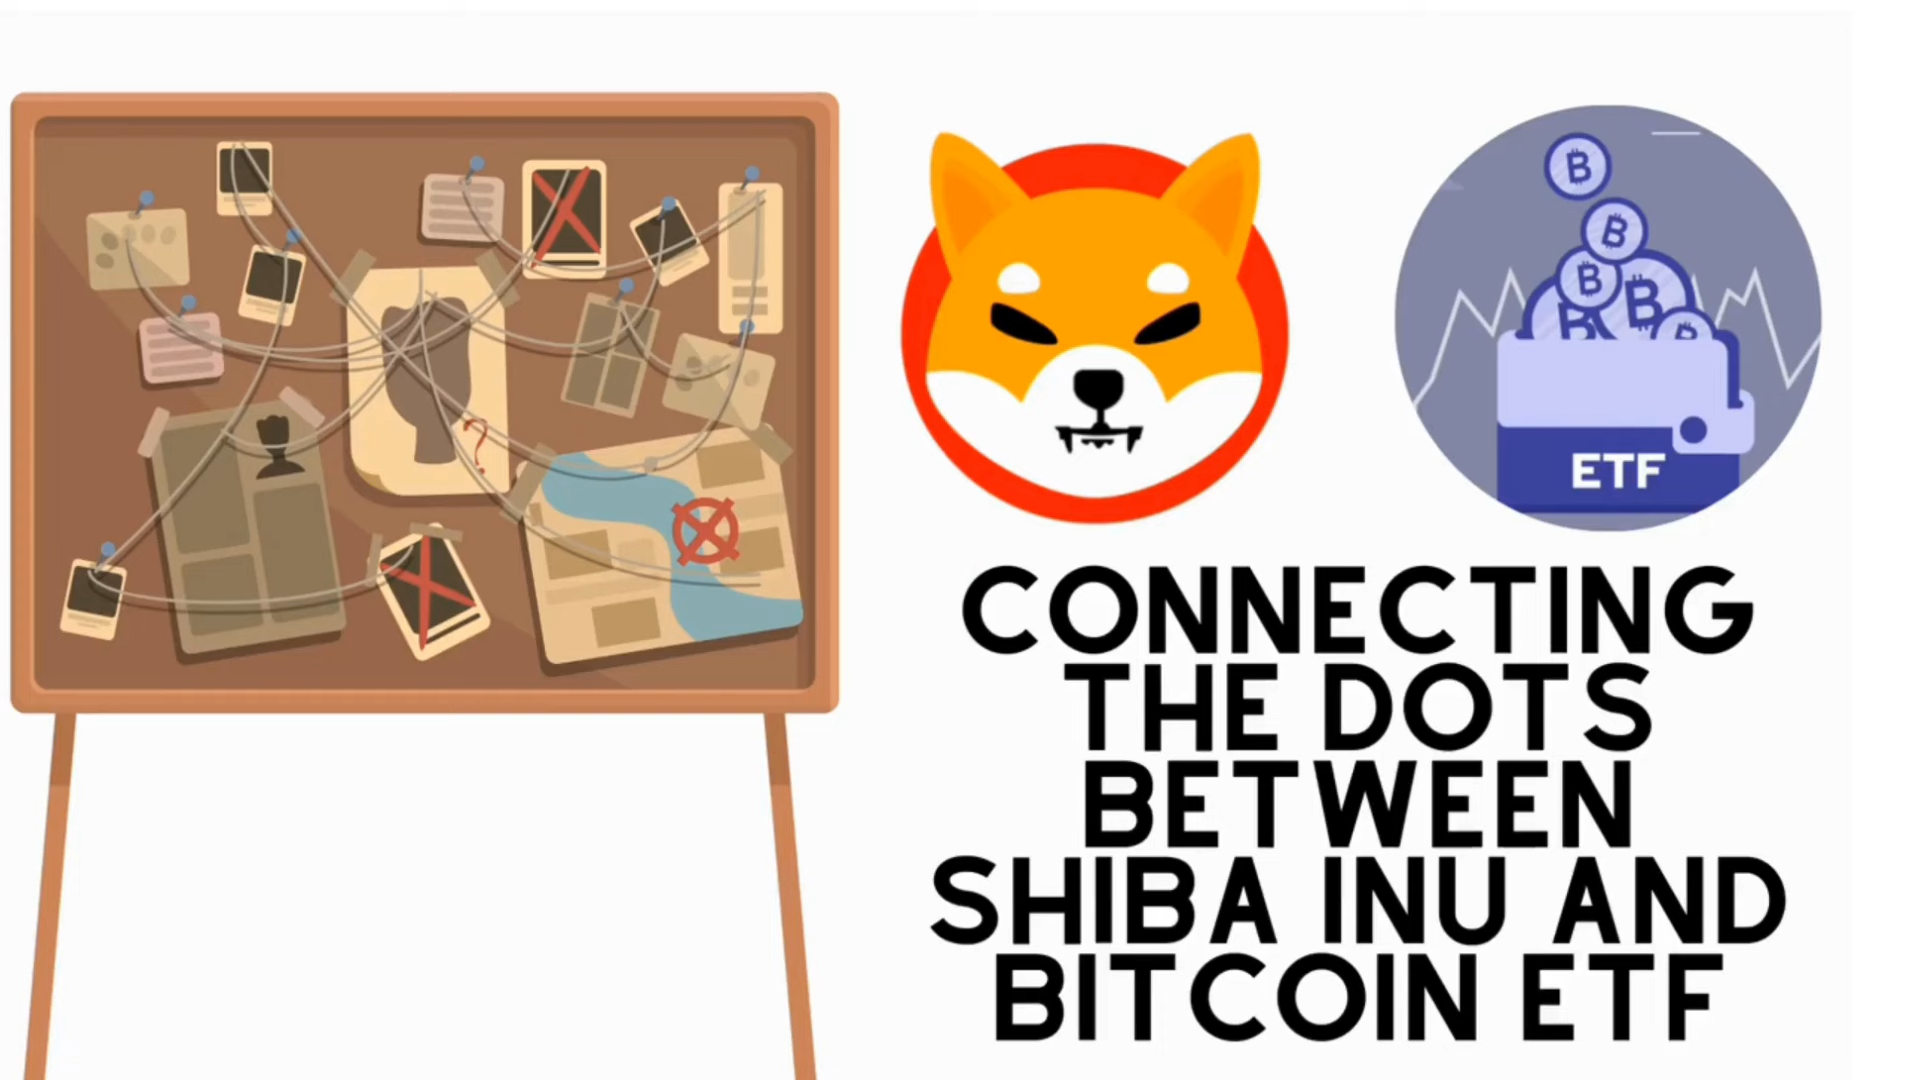 ETF
CONNECTING
THE DOTS
BETWEEN
SHIBA INU AND
BITCOIN ETF